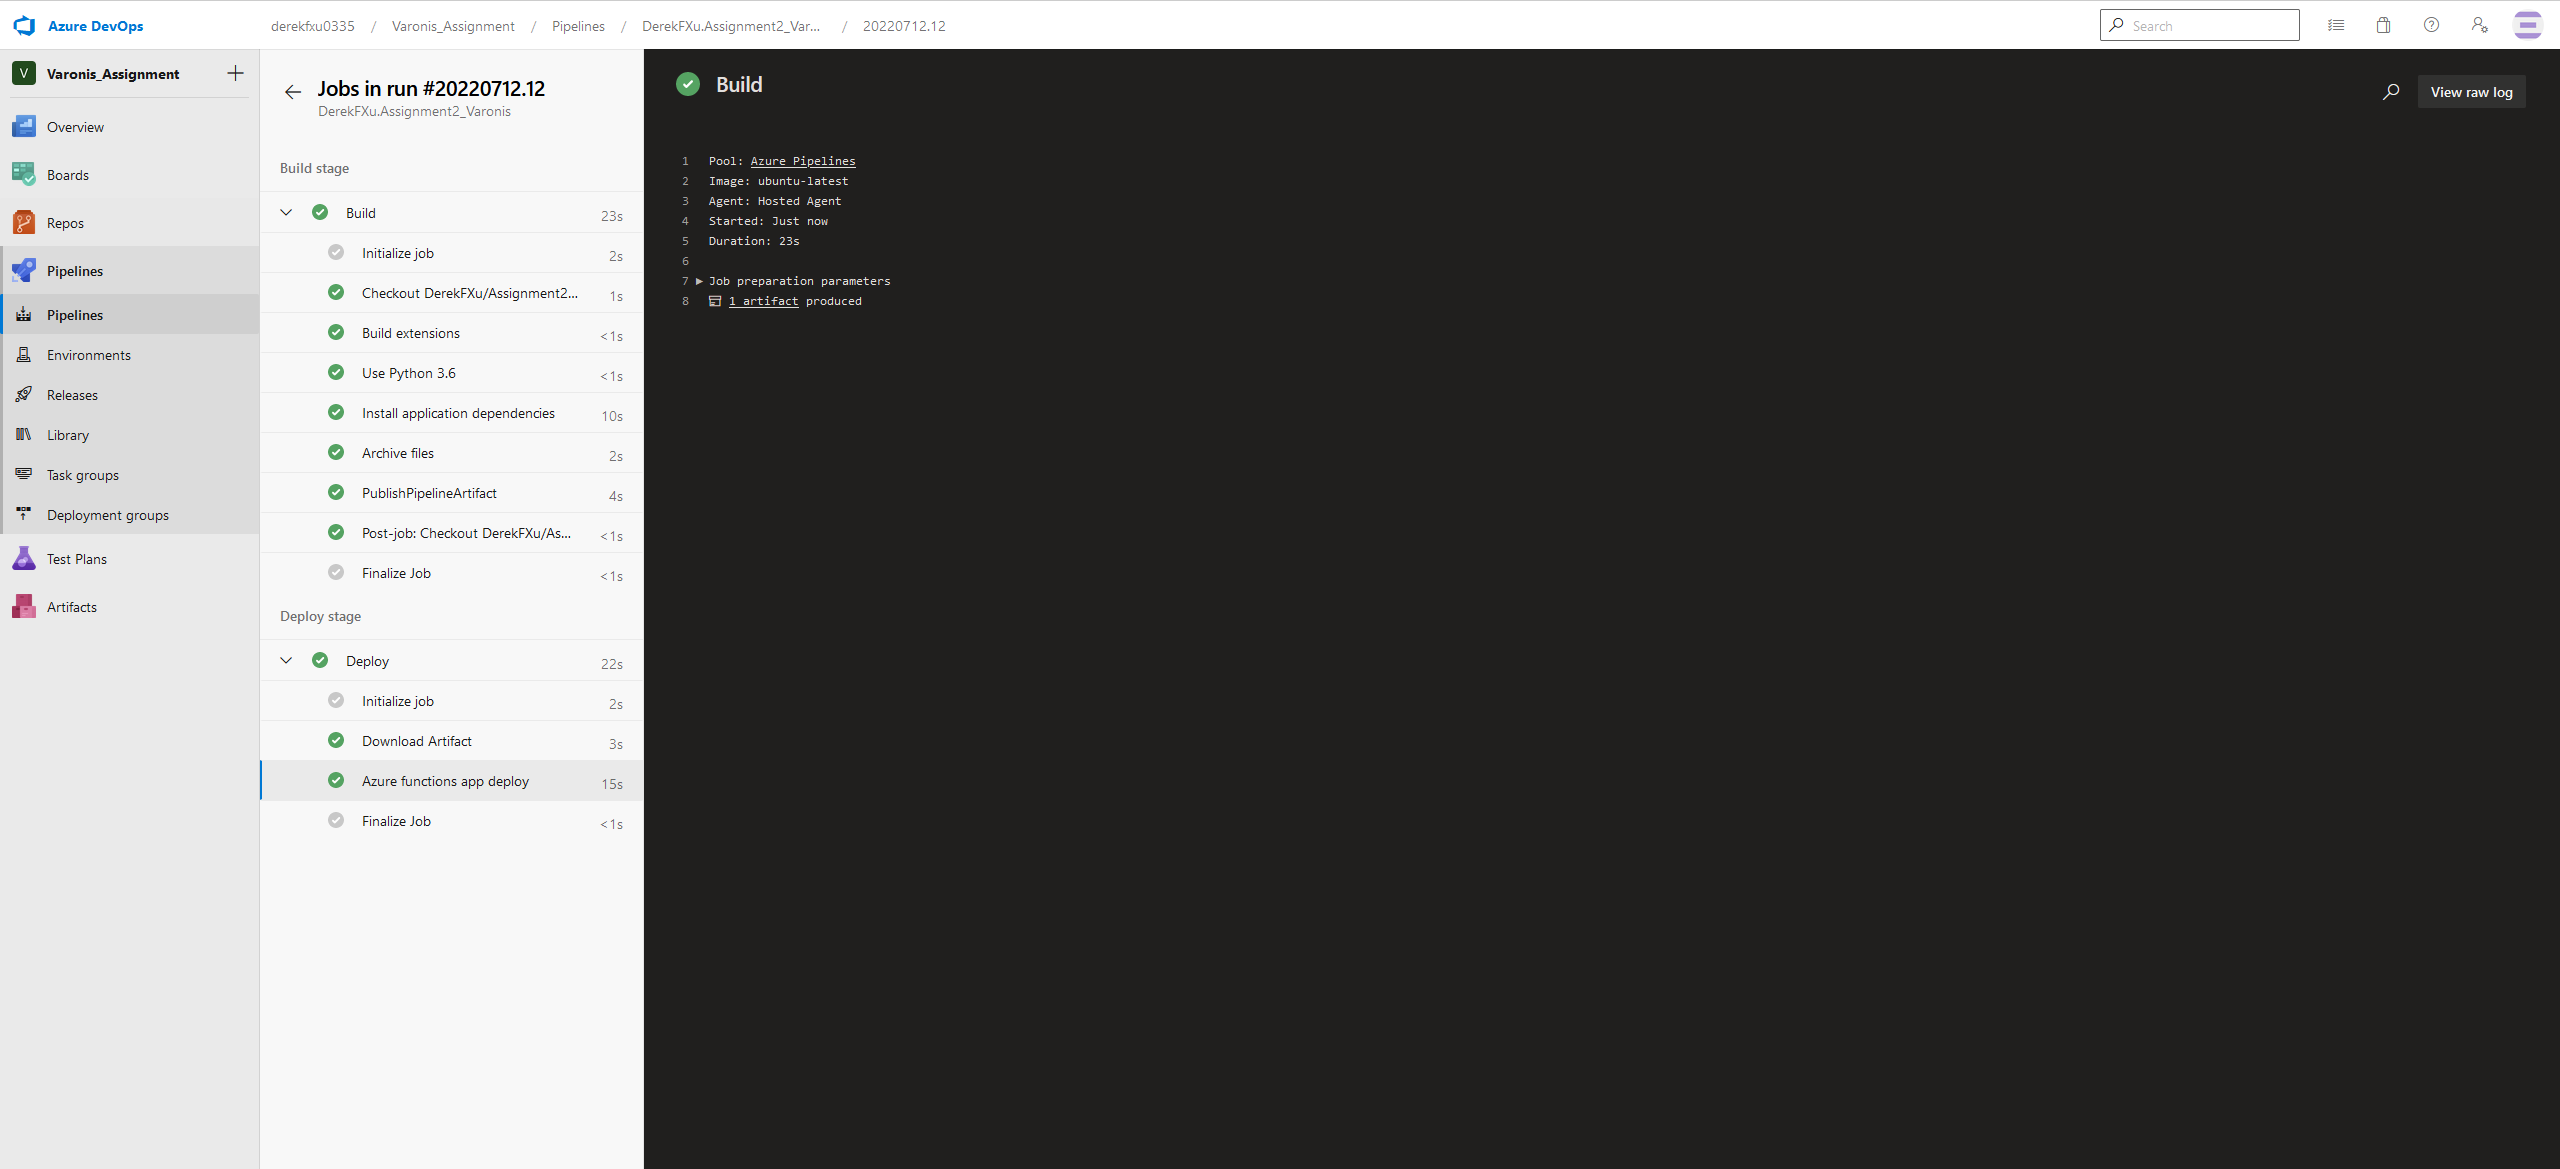 Azure DevOps
derekfxu0335 / Varonis_Assignment / Pipelines / DerekFXu.Assignment2_Var... / 20220712.12
Search
V Varonis_Assignment
Overview
Boards
Repos
Pipelines
Pipelines
Environments
Releases
Library
Task groups
Deployment groups
Test Plans
Artifacts
Jobs in run #20220712.12
DerekFXu.Assignment2_Varonis
Build stage
Build 23s
Initialize job 2s
Checkout DerekFXu/Assignment2... 1s
Build extensions <1s
Use Python 3.6 <1s
Install application dependencies 10s
Archive files 2s
PublishPipelineArtifact 4s
Post-job: Checkout DerekFXu/As... <1s
Finalize Job <1s
Deploy stage
Deploy 22s
Initialize job 2s
Download Artifact 3s
Azure functions app deploy 15s
Finalize Job <1s
Build
View raw log
1 Pool: Azure Pipelines
2 Image: ubuntu-latest
3 Agent: Hosted Agent
4 Started: Just now
5 Duration: 23s
6
7 Job preparation parameters
8 1 artifact produced